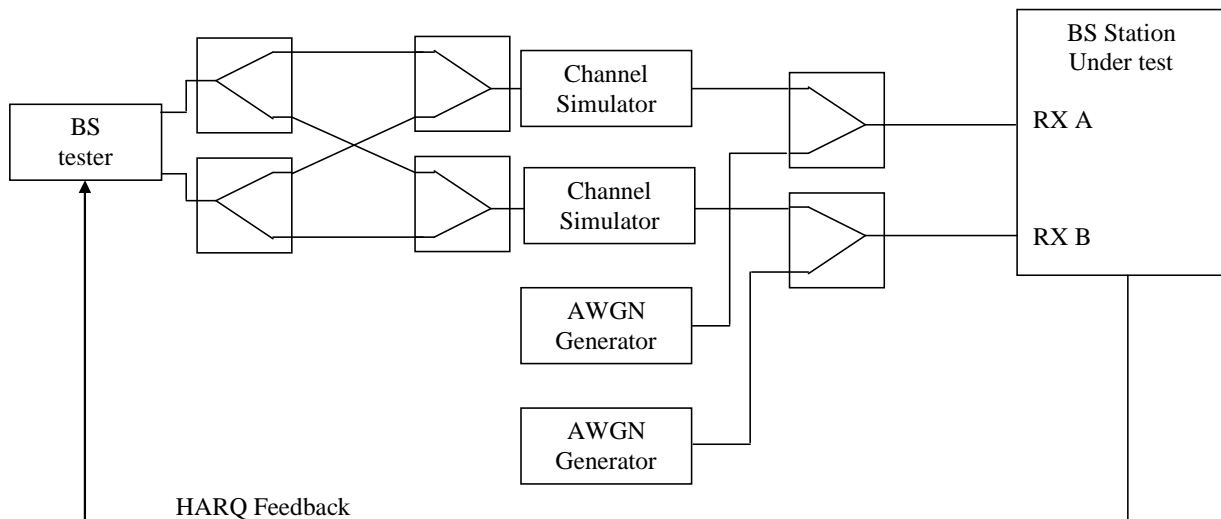 BS Station
Under test
Channel
Simulator
RX A
BS
tester
Channel
Simulator
RX B
AWGN
Generator
AWGN
Generator
HARQ Feedback